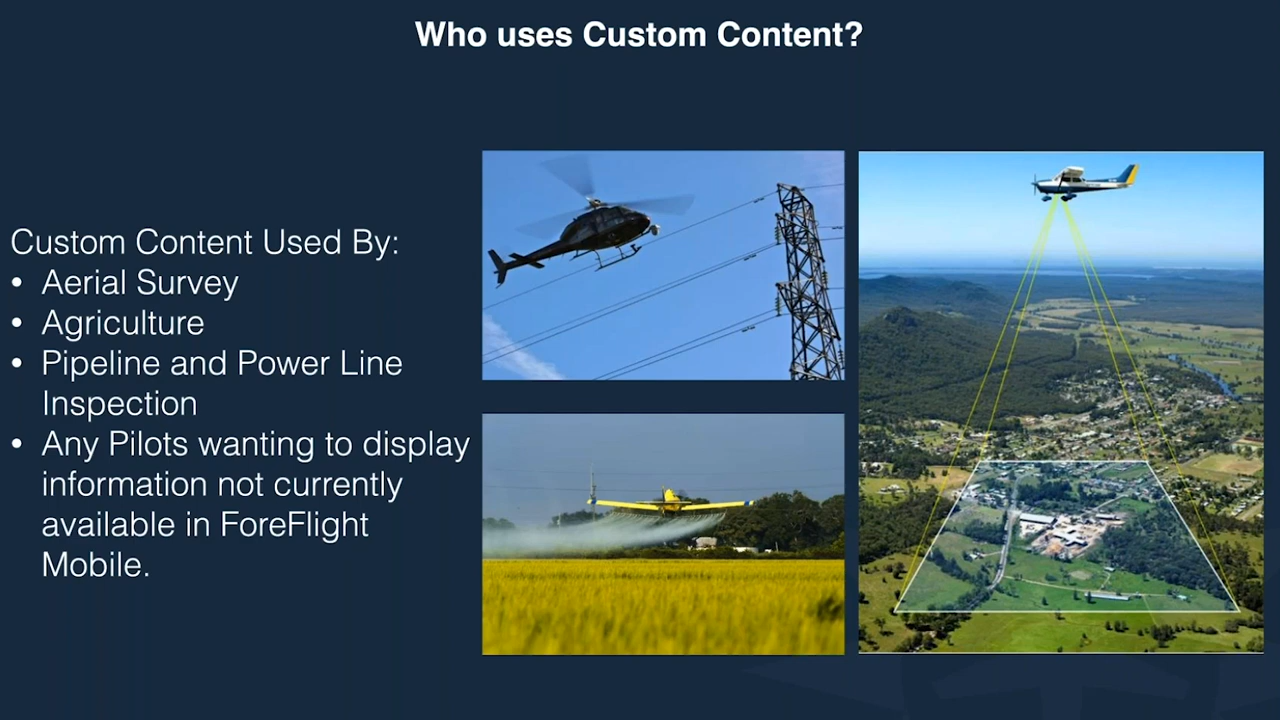 Who uses Custom Content?
Custom Content Used By:
• Aerial Survey
• Agriculture
• Pipeline and Power Line
Inspection
• Any Pilots wanting to display
information not currently
available in ForeFlight
Mobile.